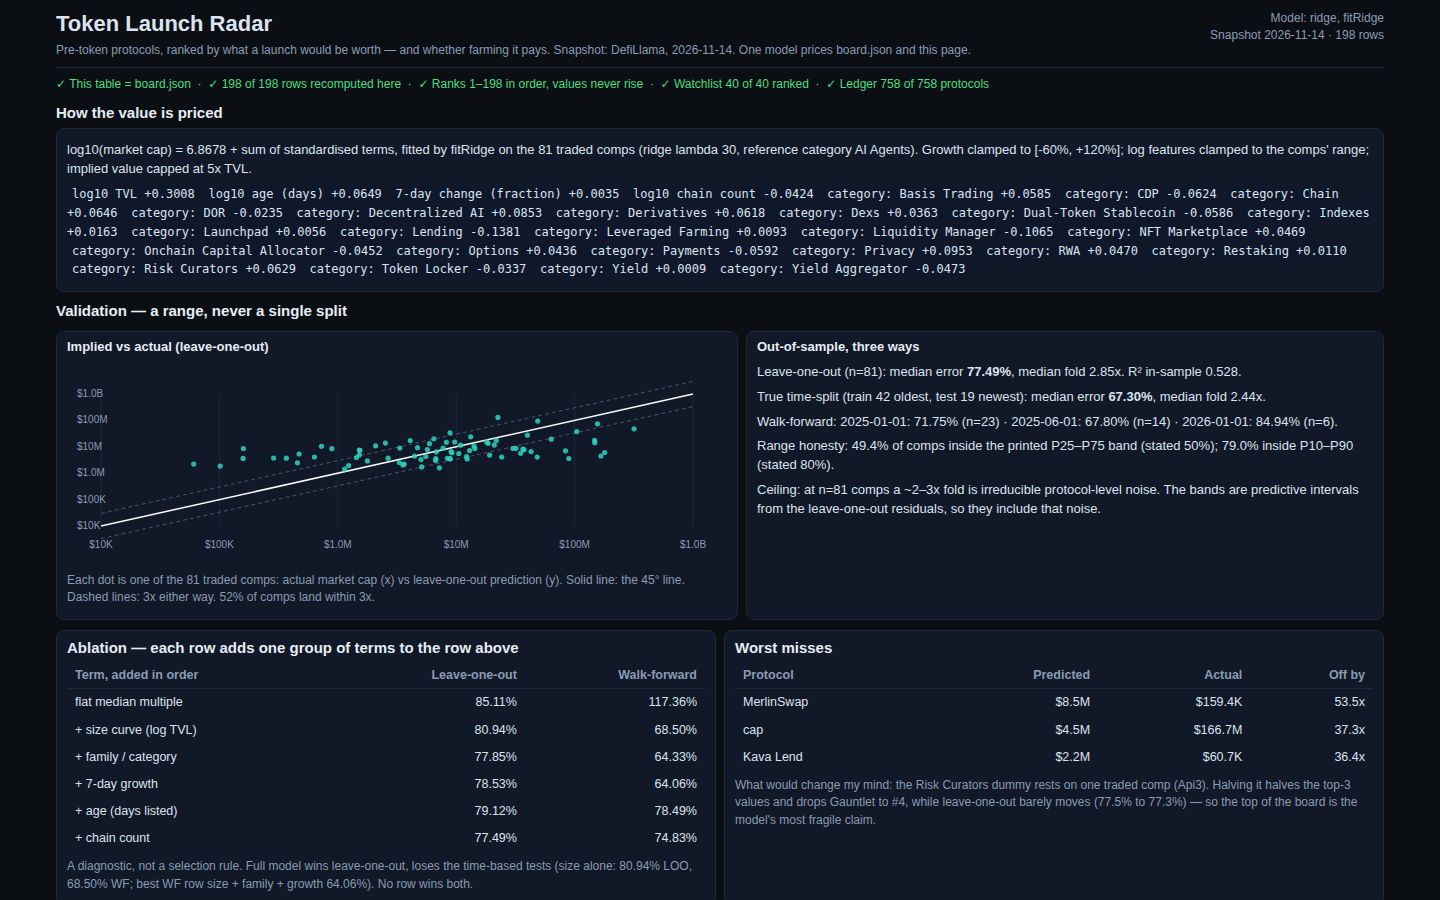 Token Launch Radar
Model: ridge, fitRidge
Pre-token protocols, ranked by what a launch would be worth — and whether farming it pays. Snapshot: DefiLlama, 2026-11-14. One model prices board.json and this page.
Snapshot 2026-11-14 · 198 rows
✓ This table = board.json · ✓ 198 of 198 rows recomputed here · ✓ Ranks 1–198 in order, values never rise · ✓ Watchlist 40 of 40 ranked · ✓ Ledger 758 of 758 protocols
How the value is priced
log10(market cap) = 6.8678 + sum of standardised terms, fitted by fitRidge on the 81 traded comps (ridge lambda 30, reference category AI Agents). Growth clamped to [-60%, +120%]; log features clamped to the comps' range;
implied value capped at 5x TVL.
log10 TVL +0.3008 log10 age (days) +0.0649 7-day change (fraction) +0.0035 log10 chain count -0.0424 category: Basis Trading +0.0585 category: CDP -0.0624 category: Chain
+0.0646 category: DOR -0.0235 category: Decentralized AI +0.0853 category: Derivatives +0.0618 category: Dexs +0.0363 category: Dual-Token Stablecoin -0.0586 category: Indexes
+0.0163 category: Launchpad +0.0056 category: Lending -0.1381 category: Leveraged Farming +0.0093 category: Liquidity Manager -0.1065 category: NFT Marketplace +0.0469
category: Onchain Capital Allocator -0.0452 category: Options +0.0436 category: Payments -0.0592 category: Privacy +0.0953 category: RWA +0.0470 category: Restaking +0.0110
category: Risk Curators +0.0629 category: Token Locker -0.0337 category: Yield +0.0009 category: Yield Aggregator -0.0473
Validation — a range, never a single split
Implied vs actual (leave-one-out)
$1.0B
$100M
$10M
$1.0M
$100K
$10K
$10K $100K $1.0M $10M $100M $1.0B
Each dot is one of the 81 traded comps: actual market cap (x) vs leave-one-out prediction (y). Solid line: the 45° line.
Dashed lines: 3x either way. 52% of comps land within 3x.
Out-of-sample, three ways
Leave-one-out (n=81): median error 77.49%, median fold 2.85x. R² in-sample 0.528.
True time-split (train 42 oldest, test 19 newest): median error 67.30%, median fold 2.44x.
Walk-forward: 2025-01-01: 71.75% (n=23) · 2025-06-01: 67.80% (n=14) · 2026-01-01: 84.94% (n=6).
Range honesty: 49.4% of comps inside the printed P25–P75 band (stated 50%); 79.0% inside P10–P90
(stated 80%).
Ceiling: at n=81 comps a ~2–3x fold is irreducible protocol-level noise. The bands are predictive intervals
from the leave-one-out residuals, so they include that noise.
Ablation — each row adds one group of terms to the row above
Term, added in order Leave-one-out Walk-forward
flat median multiple 85.11% 117.36%
+ size curve (log TVL) 80.94% 68.50%
+ family / category 77.85% 64.33%
+ 7-day growth 78.53% 64.06%
+ age (days listed) 79.12% 78.49%
+ chain count 77.49% 74.83%
A diagnostic, not a selection rule. Full model wins leave-one-out, loses the time-based tests (size alone: 80.94% LOO,
68.50% WF; best WF row size + family + growth 64.06%). No row wins both.
Worst misses
Protocol Predicted Actual Off by
MerlinSwap $8.5M $159.4K 53.5x
cap $4.5M $166.7M 37.3x
Kava Lend $2.2M $60.7K 36.4x
What would change my mind: the Risk Curators dummy rests on one traded comp (Api3). Halving it halves the top-3
values and drops Gauntlet to #4, while leave-one-out barely moves (77.5% to 77.3%) — so the top of the board is the
model's most fragile claim.